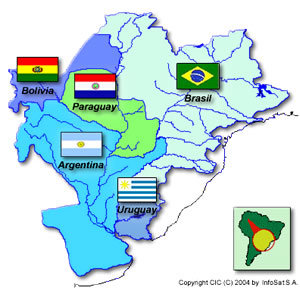 Bolivia
Paraguay
Brasil
Argentina
Uruguay
Copyright CIC (C) 2004 by InfoSat S.A.